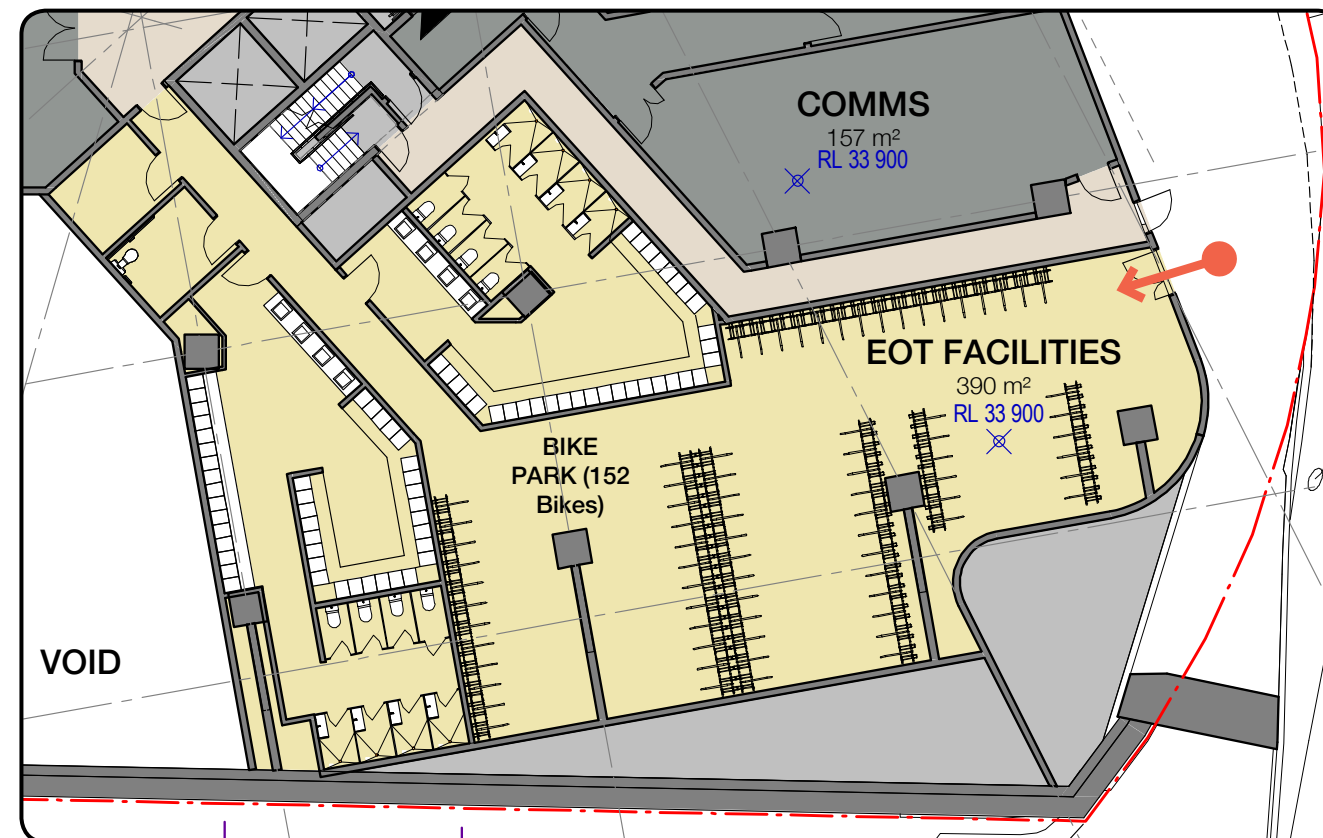 COMMS
157 m²
RL 33 900
EOT FACILITIES
390 m²
RL 33 900
BIKE
PARK (152
Bikes)
VOID